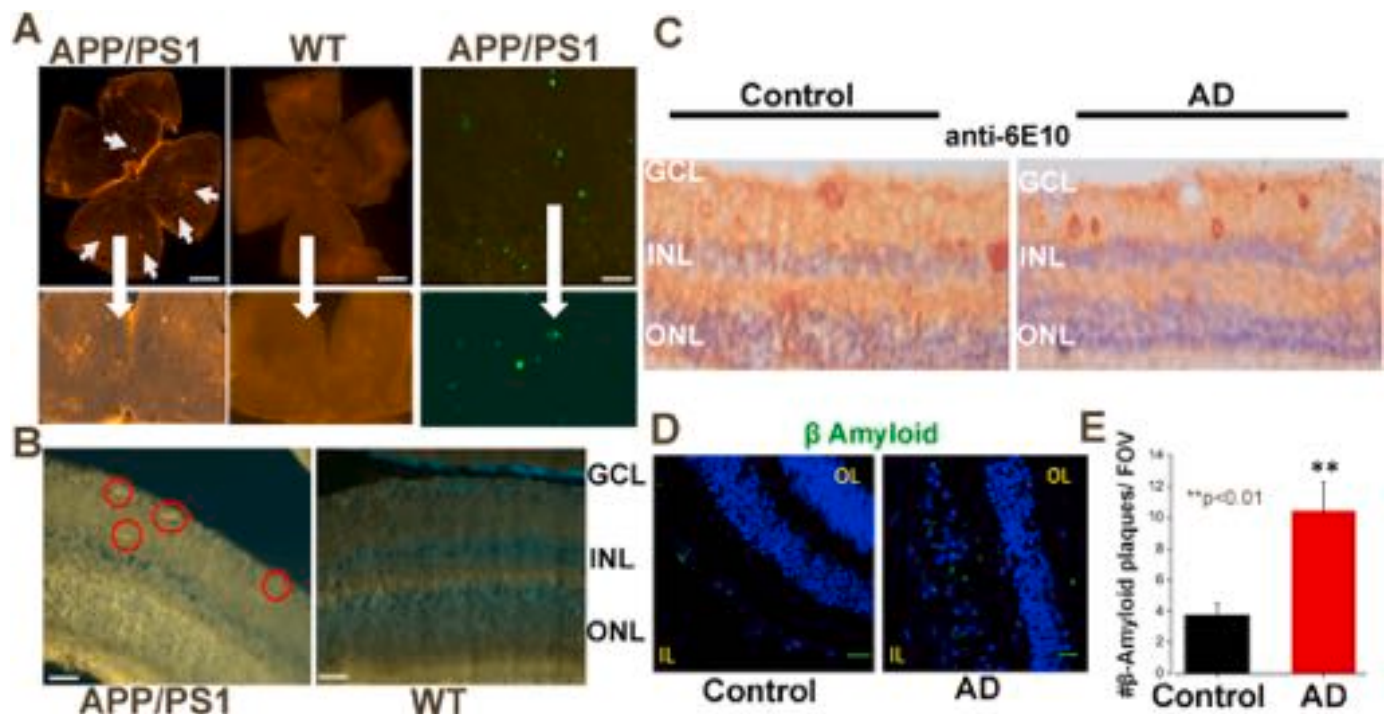 A
APP/PS1 WT APP/PS1
B
GCL
INL
ONL
APP/PS1 WT
C
Control AD
anti-6E10
GCL GCL
INL INL
ONL ONL
D
β Amyloid
OL OL
IL IL
Control AD
E
#β-Amyloid plaques/ FOV
14
12
10
8
6
4
2
0
**p<0.01
**
Control AD